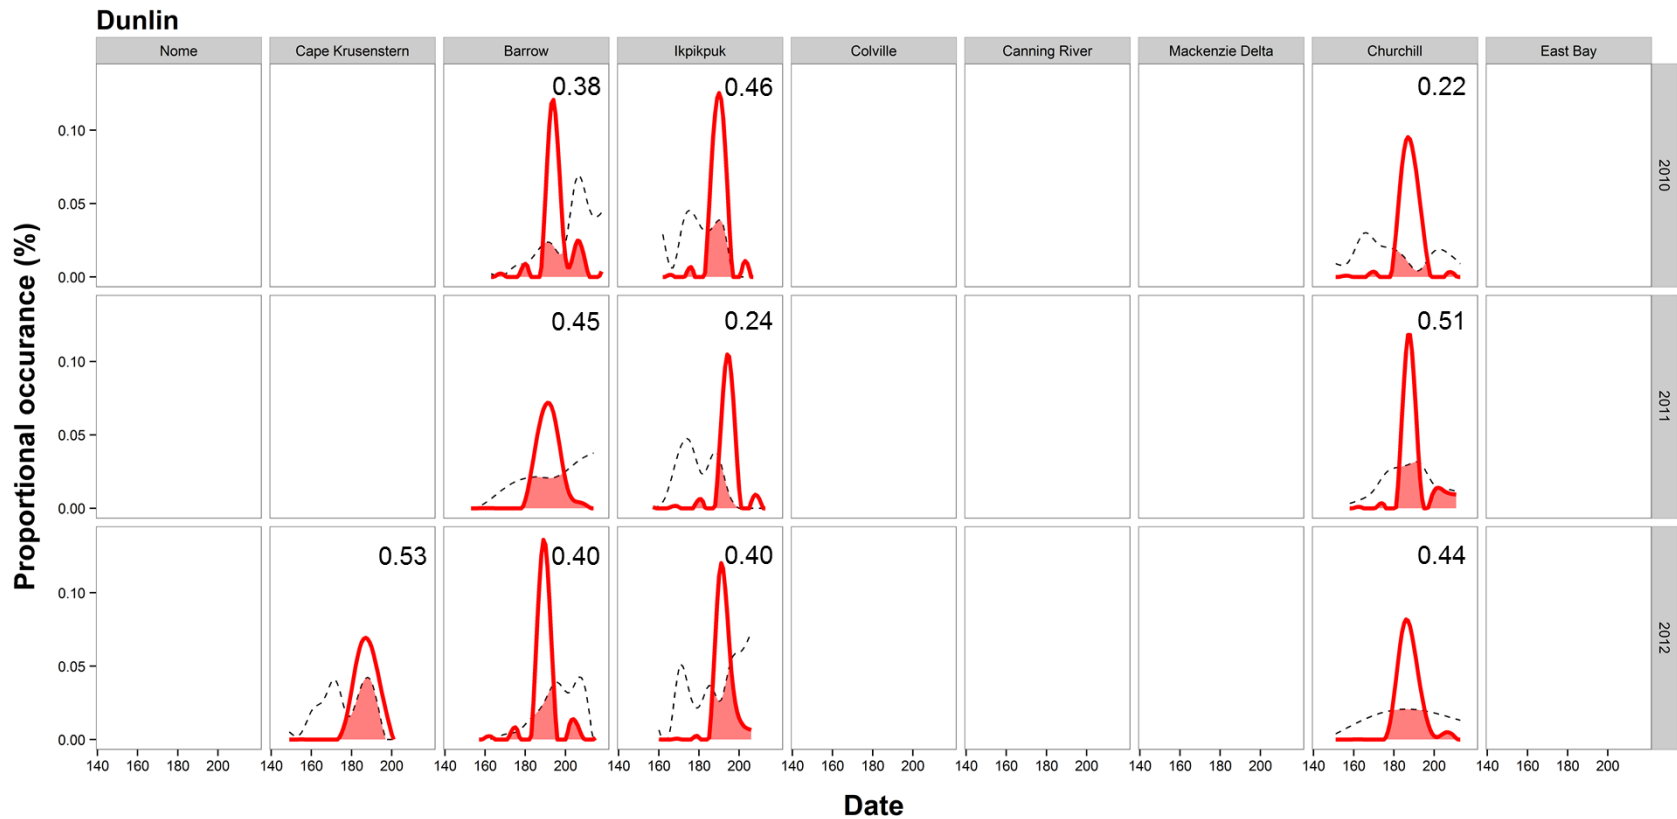 Dunlin
Nome Cape Krusenstern Barrow Ikpikpuk Colville Canning River Mackenzie Delta Churchill East Bay
0.38 0.46 0.22
0.10
0.05
0.00
2010
0.45 0.24 0.51
0.10
0.05
0.00
2011
0.53 0.40 0.40 0.44
0.10
0.05
0.00
2012
140 160 180 200 140 160 180 200 140 160 180 200 140 160 180 200 140 160 180 200 140 160 180 200 140 160 180 200 140 160 180 200 140 160 180 200
Proportional occurance (%)
Date